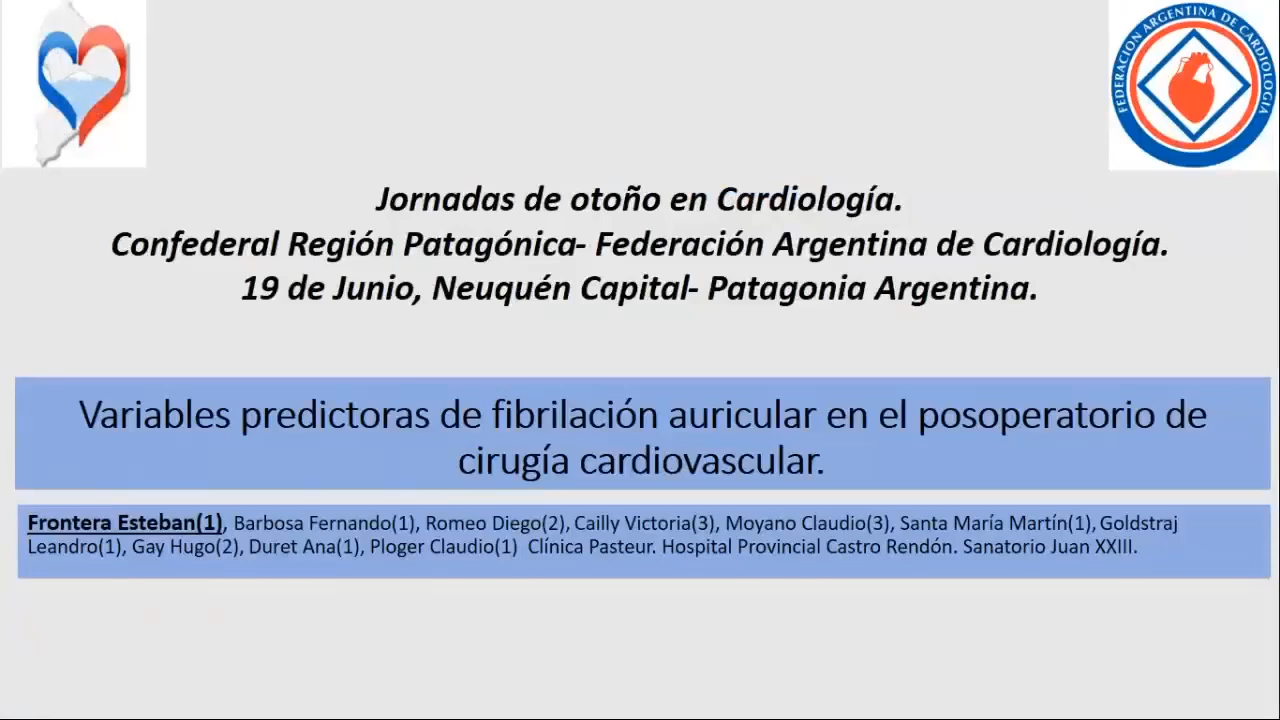 FEDERACION ARGENTINA DE CARDIOLOGIA
Jornadas de otoño en Cardiología.
Confederal Región Patagónica- Federación Argentina de Cardiología.
19 de Junio, Neuquén Capital- Patagonia Argentina.
Variables predictoras de fibrilación auricular en el posoperatorio de
cirugía cardiovascular.
Frontera Esteban(1), Barbosa Fernando(1), Romeo Diego(2), Cailly Victoria(3), Moyano Claudio(3), Santa María Martín(1), Goldstraj
Leandro(1), Gay Hugo(2), Duret Ana(1), Ploger Claudio(1) Clínica Pasteur. Hospital Provincial Castro Rendón. Sanatorio Juan XXIII.